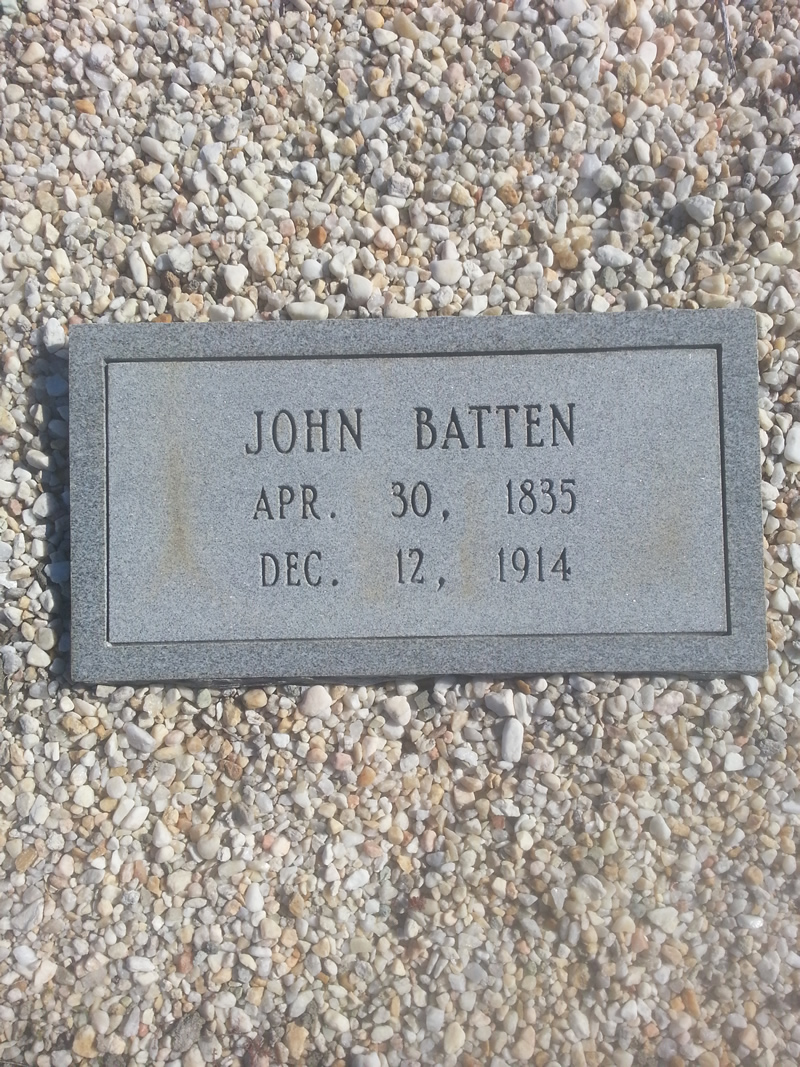 JOHN BATTEN
APR. 30, 1835
DEC. 12, 1914